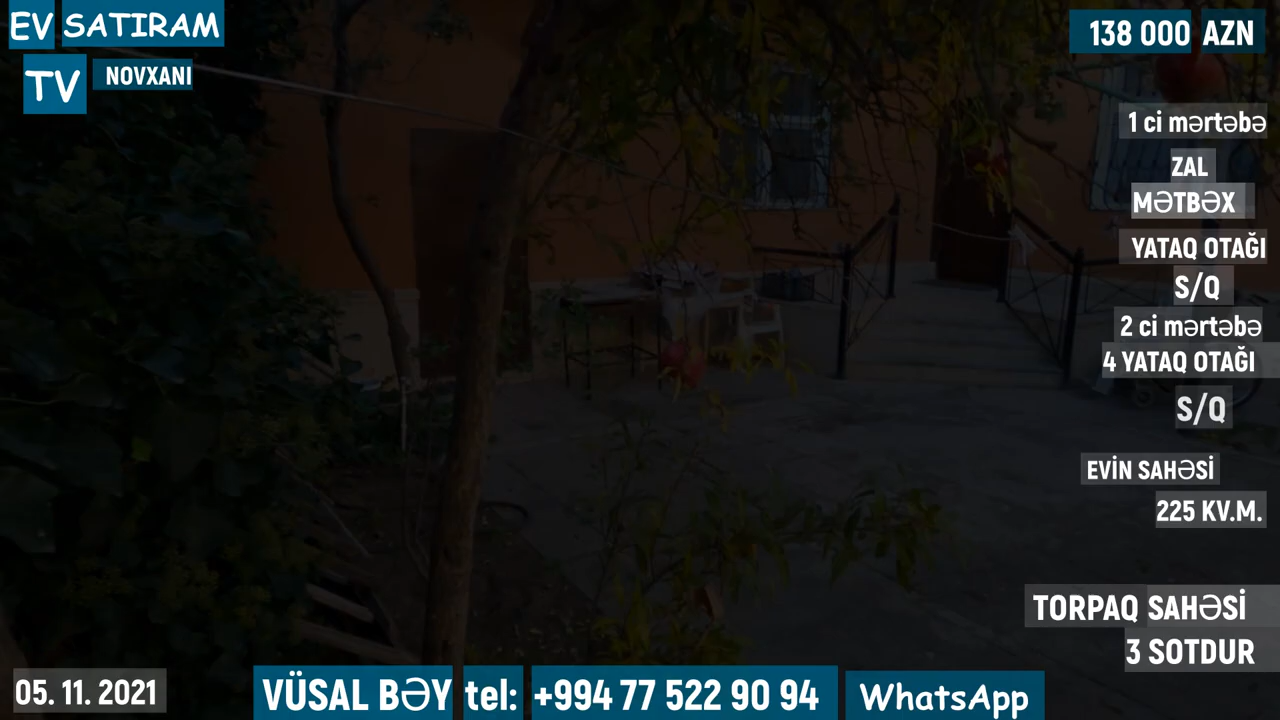 EV SATIRAM
TV NOVXANI
138 000 AZN
1 ci mərtəbə
ZAL
MƏTBƏX
YATAQ OTAĞI
S/Q
2 ci mərtəbə
4 YATAQ OTAĞI
S/Q
EVİN SAHƏSİ
225 KV.M.
TORPAQ SAHƏSİ
3 SOTDUR
05. 11. 2021
VÜSAL BƏY tel: +994 77 522 90 94 WhatsApp